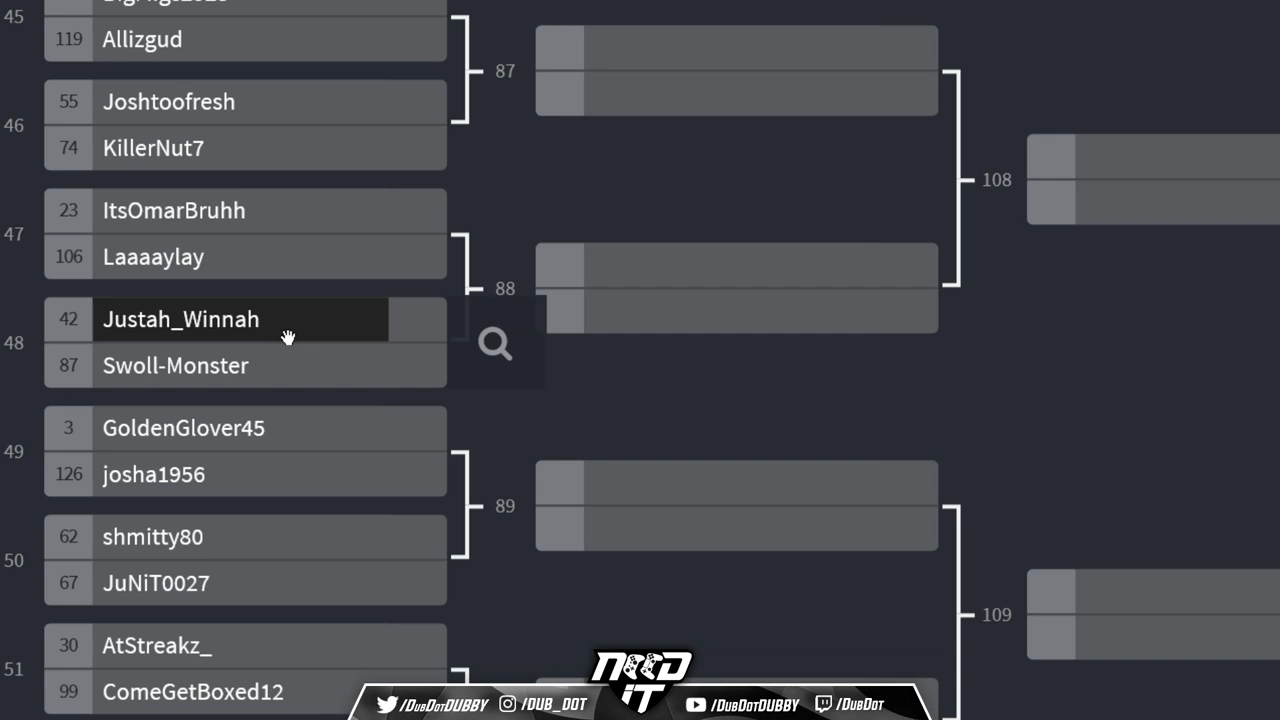 45
119 Allizgud
87
55 Joshtoofresh
46
74 KillerNut7
108
23 ItsOmarBruhh
47
106 Laaaaylay
88
42 Justah_Winnah
48
87 Swoll-Monster
3 GoldenGlover45
49
126 josha1956
89
62 shmitty80
50
67 JuNiT0027
109
30 AtStreakz_
51
99 ComeGetBoxed12
NEED
IT
/DubDotDUBBY /DUB_DOT /DubDotDUBBY /DubDot